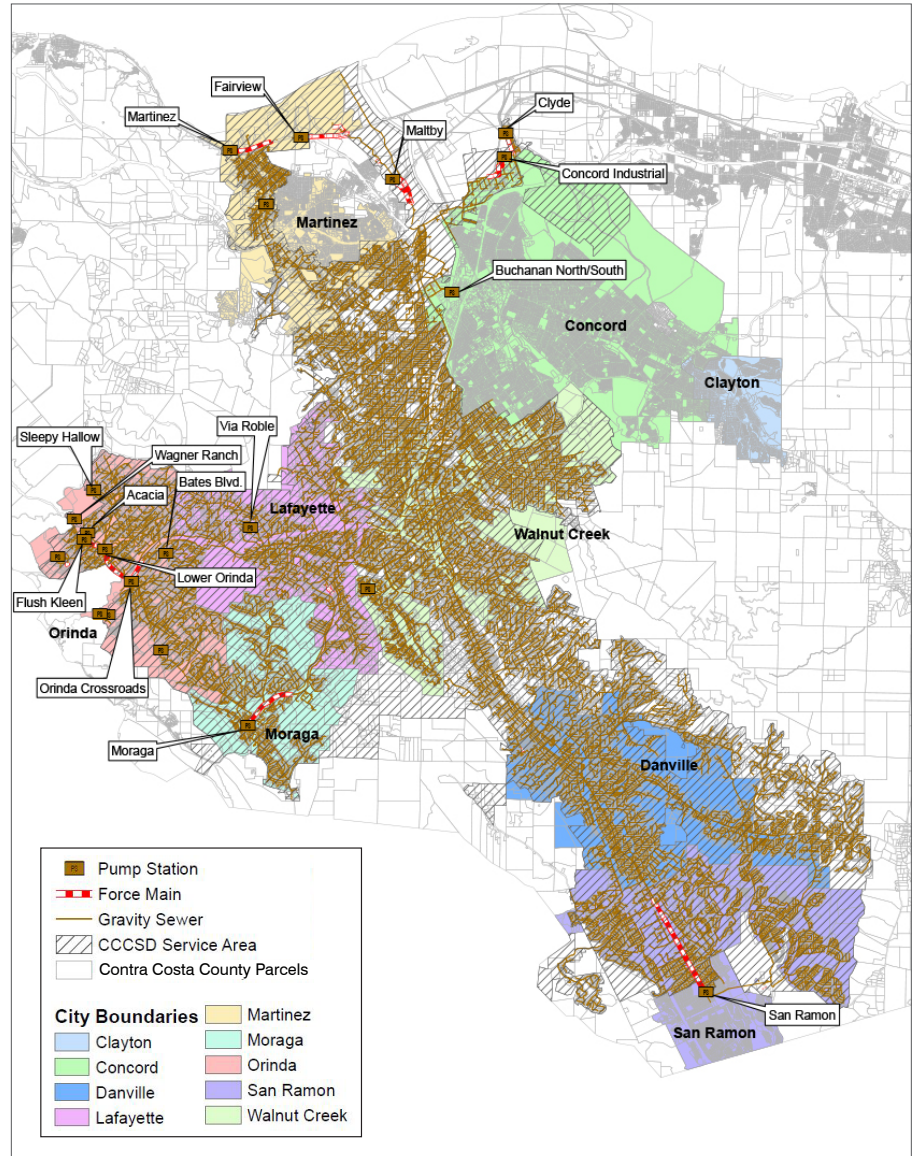 Fairview
Martinez
Clyde
Maltby
Concord Industrial
Martinez
Buchanan North/South
Concord
Clayton
Via Roble
Sleepy Hallow
Wagner Ranch
Bates Blvd.
Acacia
Lafayette
Walnut Creek
Lower Orinda
Flush Kleen
Orinda
Orinda Crossroads
Moraga
Moraga
Danville
San Ramon
San Ramon
PS Pump Station
Force Main
Gravity Sewer
CCCSD Service Area
Contra Costa County Parcels
City Boundaries
Clayton
Concord
Danville
Lafayette
Martinez
Moraga
Orinda
San Ramon
Walnut Creek